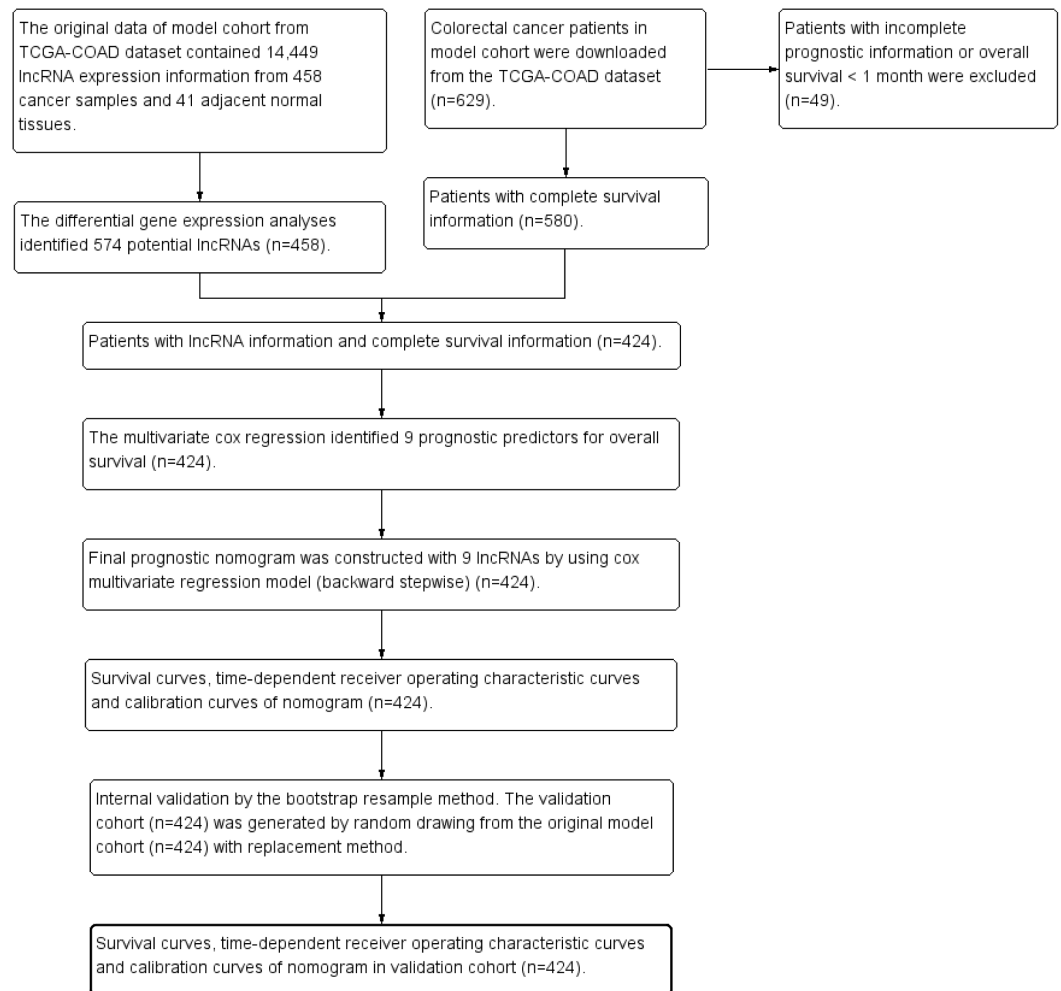 The original data of model cohort from
TCGA-COAD dataset contained 14,449
lncRNA expression information from 458
cancer samples and 41 adjacent normal
tissues.
Colorectal cancer patients in
model cohort were downloaded
from the TCGA-COAD dataset
(n=629).
Patients with incomplete
prognostic information or overall
survival < 1 month were excluded
(n=49).
The differential gene expression analyses
identified 574 potential lncRNAs (n=458).
Patients with complete survival
information (n=580).
Patients with lncRNA information and complete survival information (n=424).
The multivariate cox regression identified 9 prognostic predictors for overall
survival (n=424).
Final prognostic nomogram was constructed with 9 lncRNAs by using cox
multivariate regression model (backward stepwise) (n=424).
Survival curves, time-dependent receiver operating characteristic curves
and calibration curves of nomogram (n=424).
Internal validation by the bootstrap resample method. The validation
cohort (n=424) was generated by random drawing from the original model
cohort (n=424) with replacement method.
Survival curves, time-dependent receiver operating characteristic curves
and calibration curves of nomogram in validation cohort (n=424).